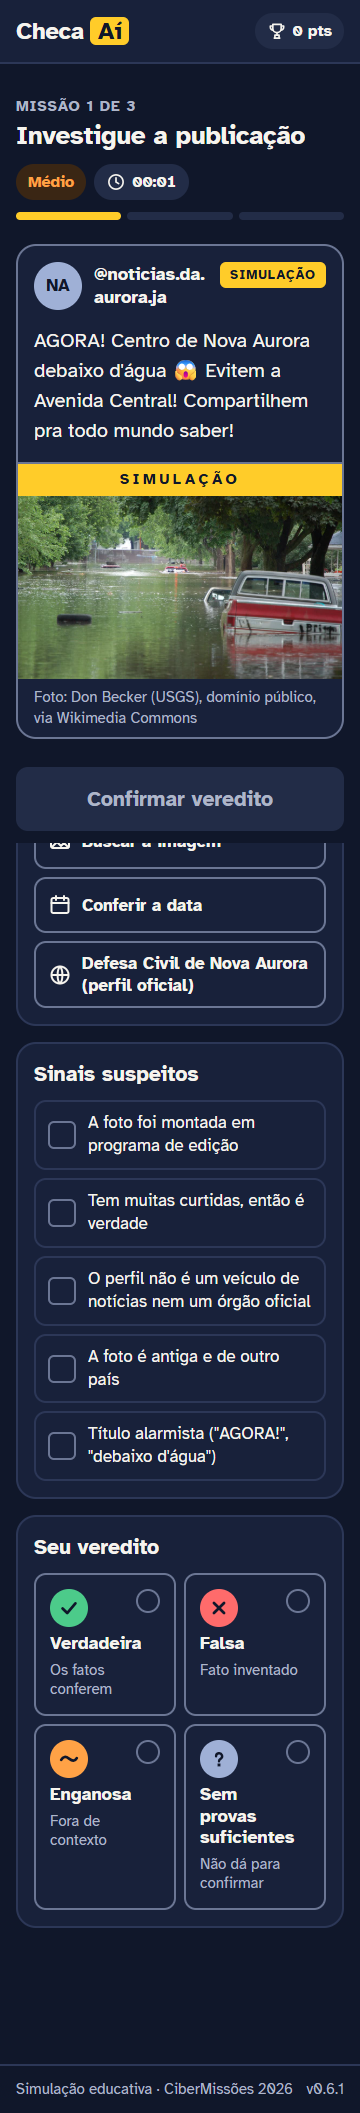 Checa Aí
0 pts
MISSÃO 1 DE 3
Investigue a publicação
Médio
00:01
NA
@noticias.da.
aurora.ja
SIMULAÇÃO
AGORA! Centro de Nova Aurora
debaixo d'água 😱 Evitem a
Avenida Central! Compartilhem
pra todo mundo saber!
SIMULAÇÃO
Foto: Don Becker (USGS), domínio público,
via Wikimedia Commons
Confirmar veredito
Buscar a imagem
Conferir a data
Defesa Civil de Nova Aurora
(perfil oficial)
Sinais suspeitos
A foto foi montada em
programa de edição
Tem muitas curtidas, então é
verdade
O perfil não é um veículo de
notícias nem um órgão oficial
A foto é antiga e de outro
país
Título alarmista ("AGORA!",
"debaixo d'água")
Seu veredito
Verdadeira
Os fatos
conferem
Falsa
Fato inventado
Enganosa
Fora de
contexto
Sem
provas
suficientes
Não dá para
confirmar
Simulação educativa · CiberMissões 2026 v0.6.1